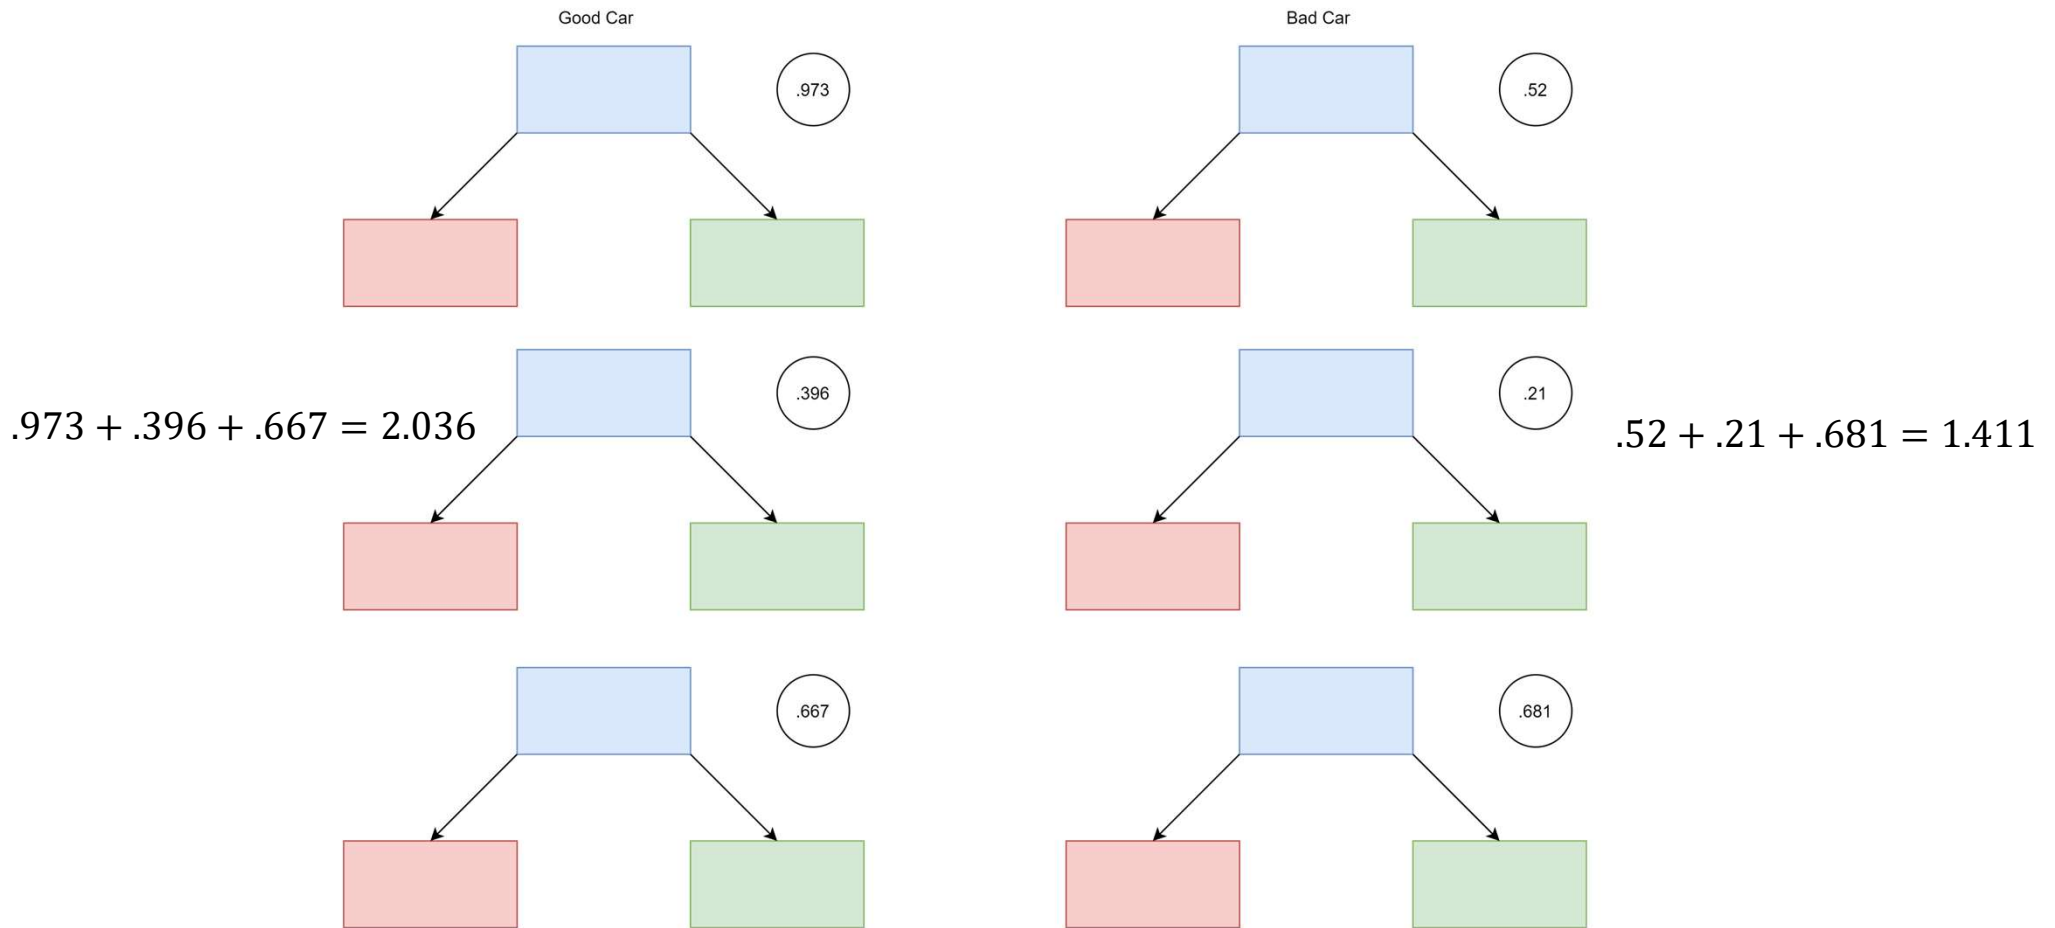 Good Car
Bad Car
.973
.52
.396
.21
.973 + .396 + .667 = 2.036
.52 + .21 + .681 = 1.411
.667
.681